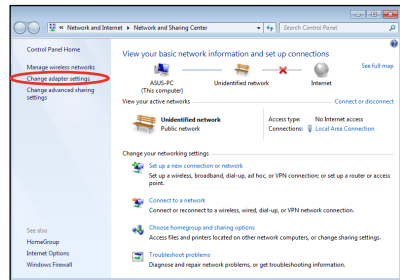 Network and Internet ▸ Network and Sharing Center
Search Control Panel
Control Panel Home
Manage wireless networks
Change adapter settings
Change advanced sharing
settings
View your basic network information and set up connections
See full map
ASUS-PC
(This computer)
Unidentified network
Internet
View your active networks
Connect or disconnect
Unidentified network
Public network
Access type: No Internet access
Connections: Local Area Connection
Change your networking settings
Set up a new connection or network
Set up a wireless, broadband, dial-up, ad hoc, or VPN connection; or set up a router or access
point.
Connect to a network
Connect or reconnect to a wireless, wired, dial-up, or VPN network connection.
Choose homegroup and sharing options
Access files and printers located on other network computers, or change sharing settings.
Troubleshoot problems
Diagnose and repair network problems, or get troubleshooting information.
See also
HomeGroup
Internet Options
Windows Firewall